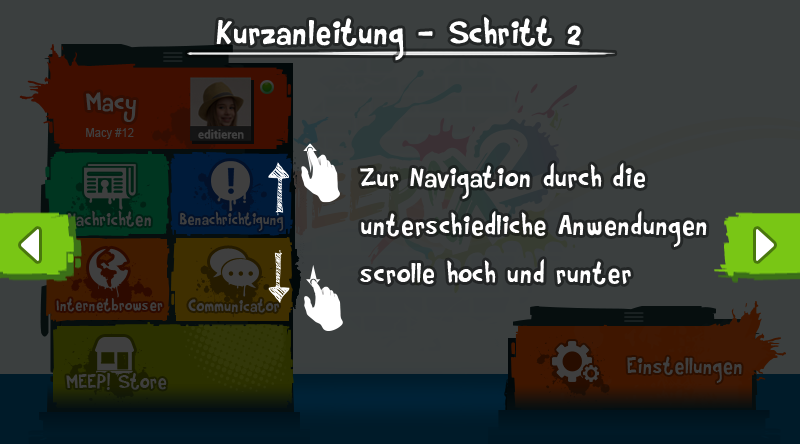 Kurzanleitung - Schritt 2
Macy
Macy #12
editieren
Nachrichten
Benachrichtigung
Zur Navigation durch die
unterschiedliche Anwendungen
scrolle hoch und runter
Internetbrowser
Communicator
MEEP! Store
Einstellungen